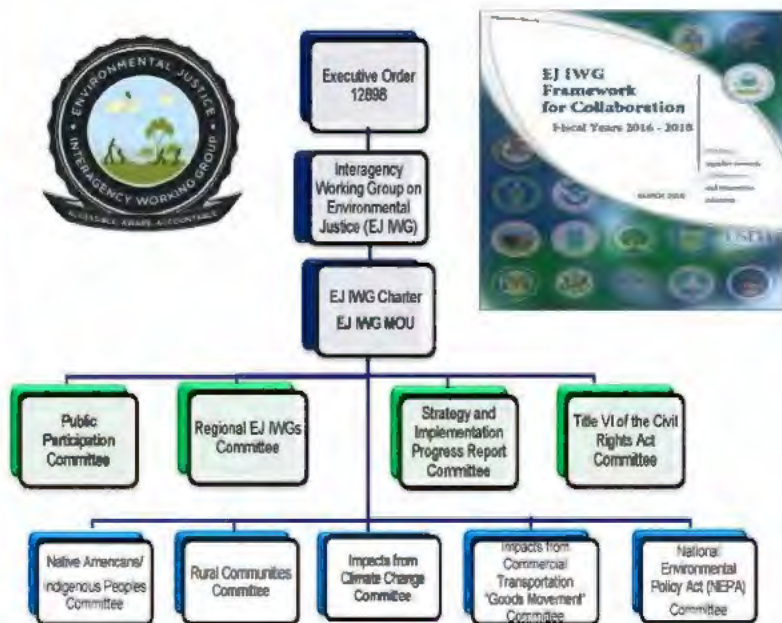 ENVIRONMENTAL JUSTICE
INTERAGENCY WORKING GROUP
ACCESSIBLE, AWARE, ACCOUNTABLE
Executive Order
12898
EJ IWG
Framework
for Collaboration
Fiscal Years 2016 - 2018
Interagency
Working Group on
Environmental
Justice (EJ IWG)
EJ IWG Charter
EJ IWG MOU
Public
Participation
Committee
Regional EJ IWGs
Committee
Strategy and
Implementation
Progress Report
Committee
Title VI of the Civil
Rights Act
Committee
Native Americans/
Indigenous Peoples
Committee
Rural Communities
Committee
Impacts from
Climate Change
Committee
Impacts from
Commercial
Transportation
"Goods Movement"
Committee
National
Environmental
Policy Act (NEPA)
Committee